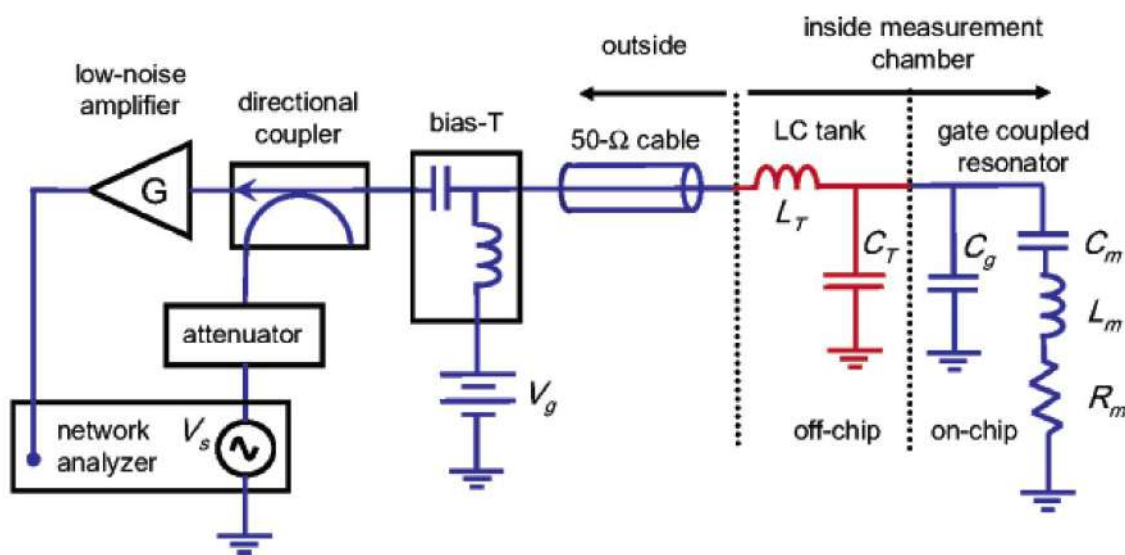 outside
inside measurement
chamber
low-noise
amplifier
directional
coupler
bias-T
50-Ω cable
LC tank
gate coupled
resonator
G
L_T
C_T
C_g
C_m
L_m
R_m
attenuator
V_g
network
analyzer
V_s
off-chip
on-chip